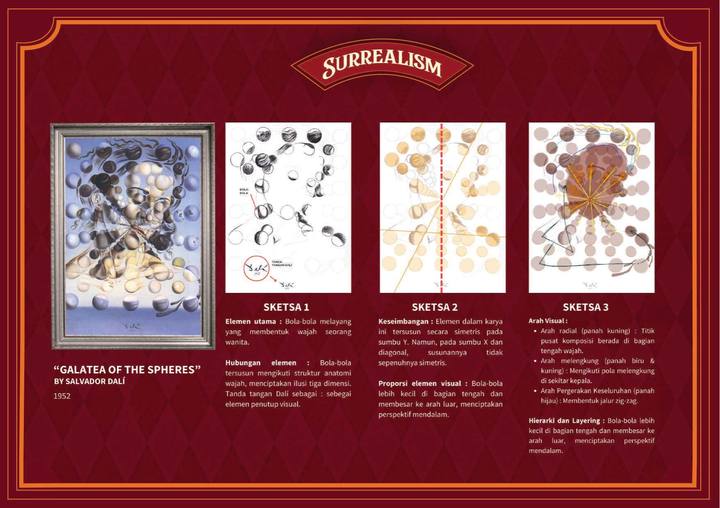 SURREALISM
"GALATEA OF THE SPHERES"
BY SALVADOR DALÍ
1952
BOLA-
BOLA
TANDA
TANGAN DALI
SKETSA 1
Elemen utama : Bola-bola melayang
yang membentuk wajah seorang
wanita.
Hubungan elemen : Bola-bola
tersusun mengikuti struktur anatomi
wajah, menciptakan ilusi tiga dimensi.
Tanda tangan Dali sebagai : sebegai
elemen penutup visual.
SKETSA 2
Keseimbangan : Elemen dalam karya
ini tersusun secara simetris pada
sumbu Y. Namun, pada sumbu X dan
diagonal, susunannya tidak
sepenuhnya simetris.
Proporsi elemen visual : Bola-bola
lebih kecil di bagian tengah dan
membesar ke arah luar, menciptakan
perspektif mendalam.
SKETSA 3
Arah Visual :
• Arah radial (panah kuning) : Titik
pusat komposisi berada di bagian
tengah wajah.
• Arah melengkung (panah biru &
kuning) : Mengikuti pola melengkung
di sekitar kepala.
• Arah Pergerakan Keseluruhan (panah
hijau) : Membentuk jalur zig-zag.
Hierarki dan Layering : Bola-bola lebih
kecil di bagian tengah dan membesar ke
arah luar, menciptakan perspektif
mendalam.